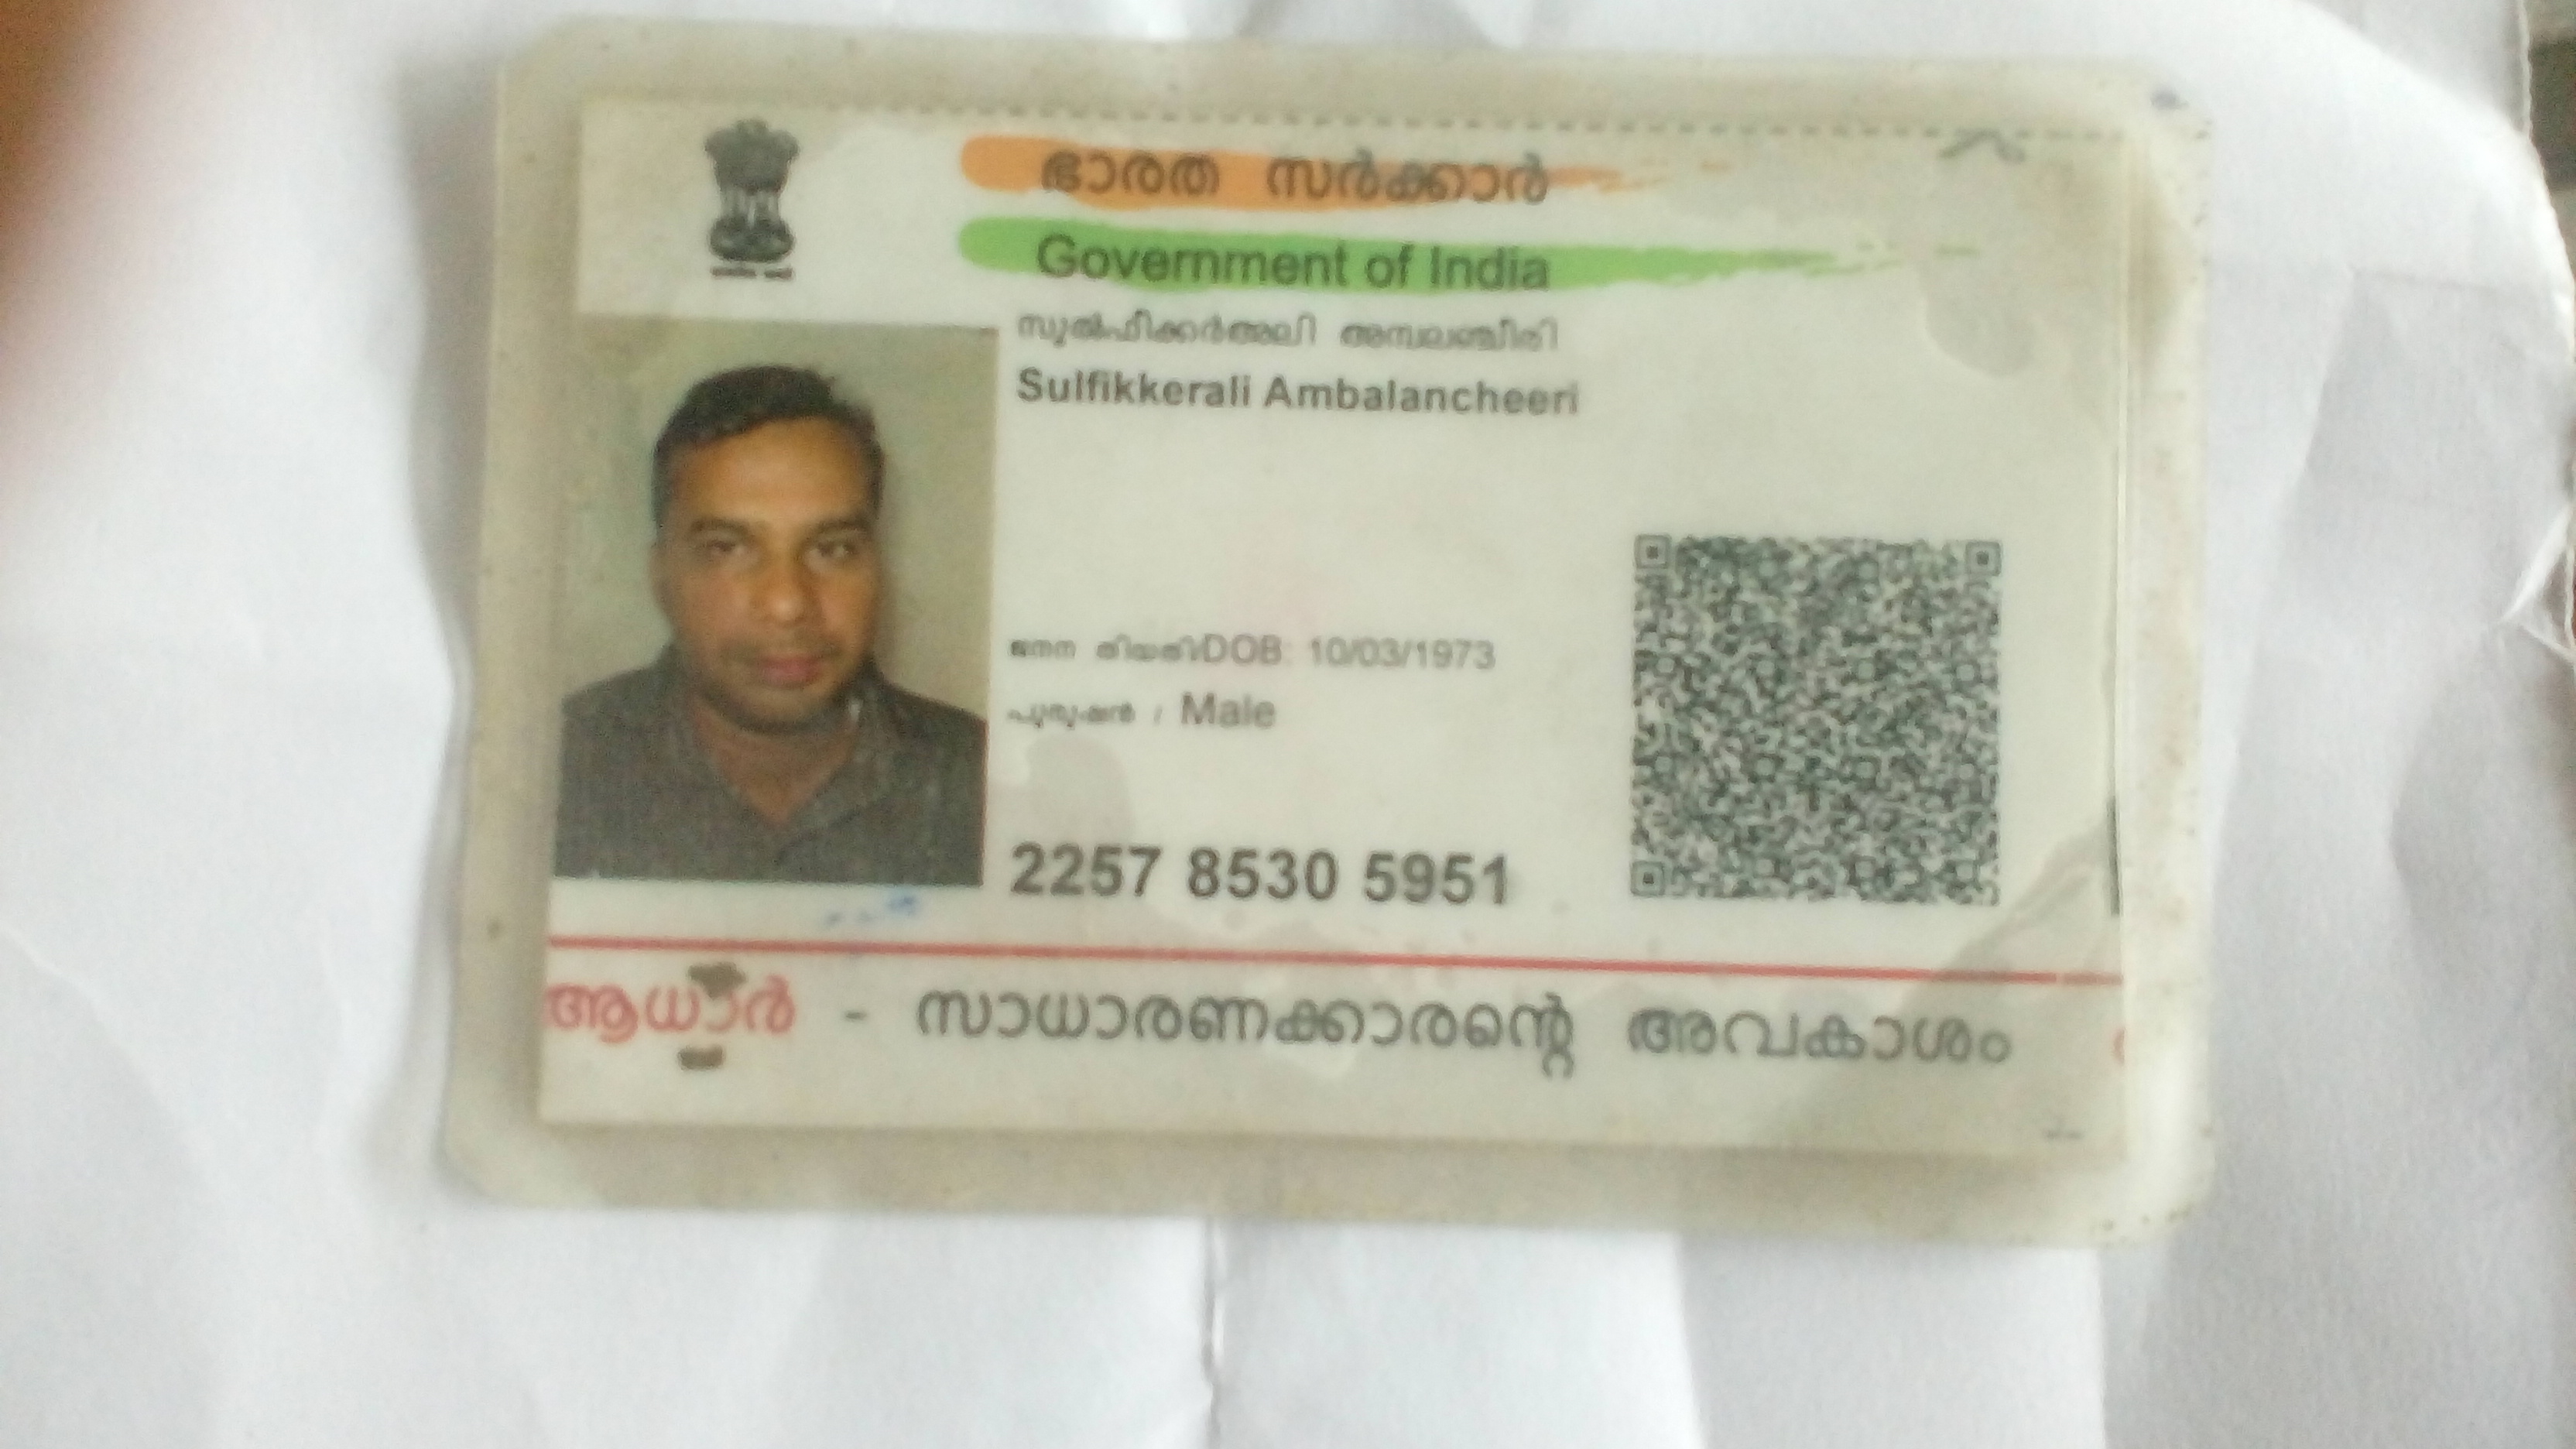 ഭാരത സർക്കാർ
Government of India
സുൽഫീക്കർഅലി അമ്പലഞ്ചീരി
Sulfikkerali Ambalancheeri
ജനന തിയതി/DOB: 10/03/1973
പുരുഷൻ / Male
2257 8530 5951
ആധാർ - സാധാരണക്കാരന്റെ അവകാശം